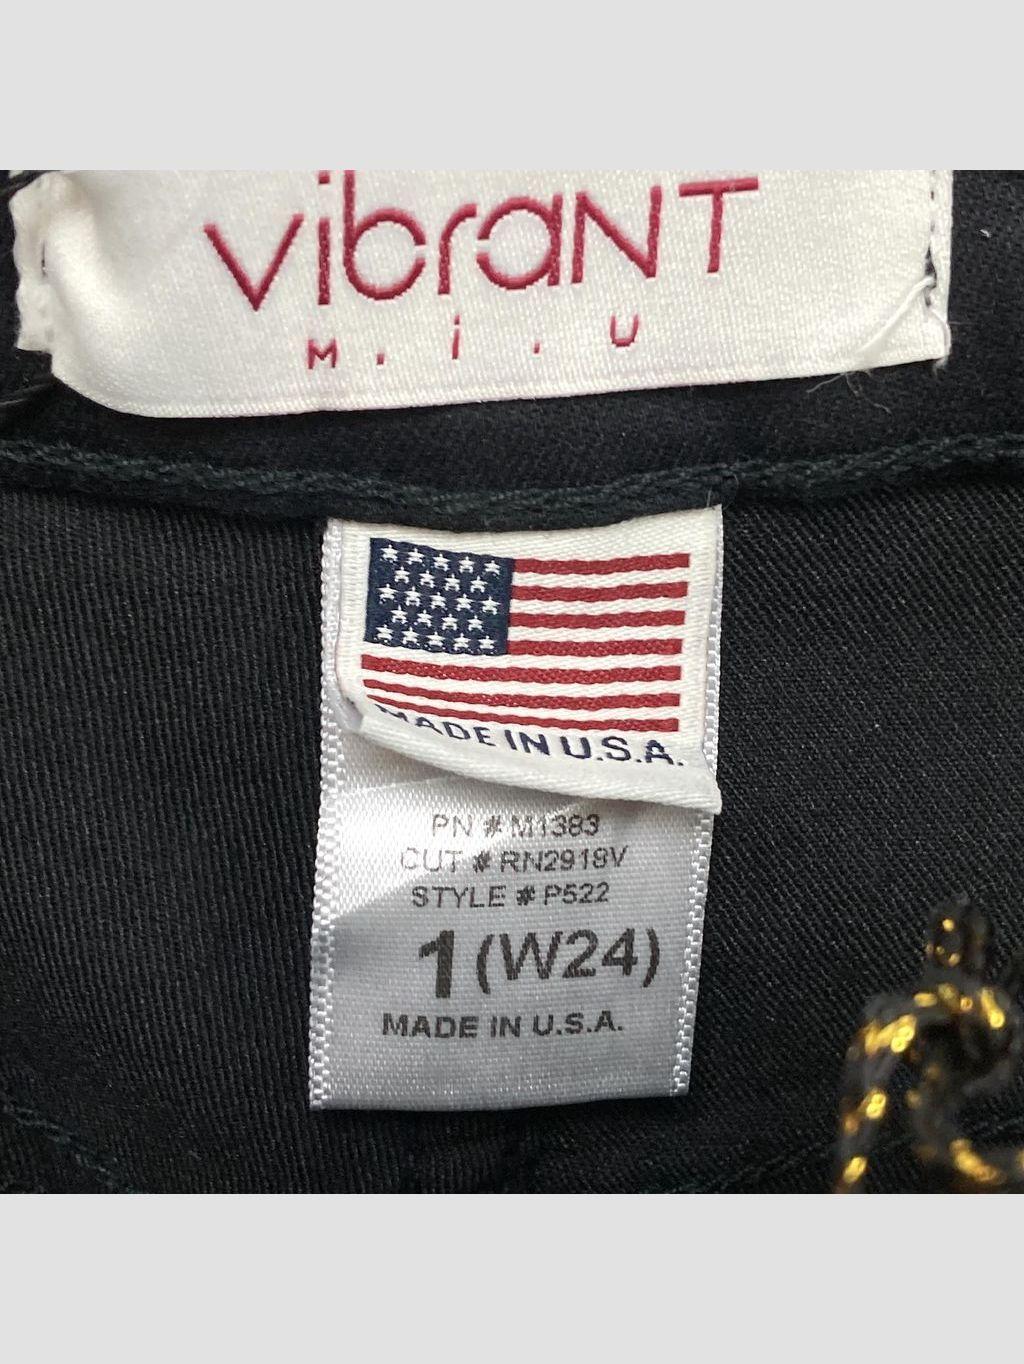 vibraNT
M.i.U
MADE IN U.S.A.
PN # M1383
CUT # RN2918V
STYLE # P522
1 (W24)
MADE IN U.S.A.